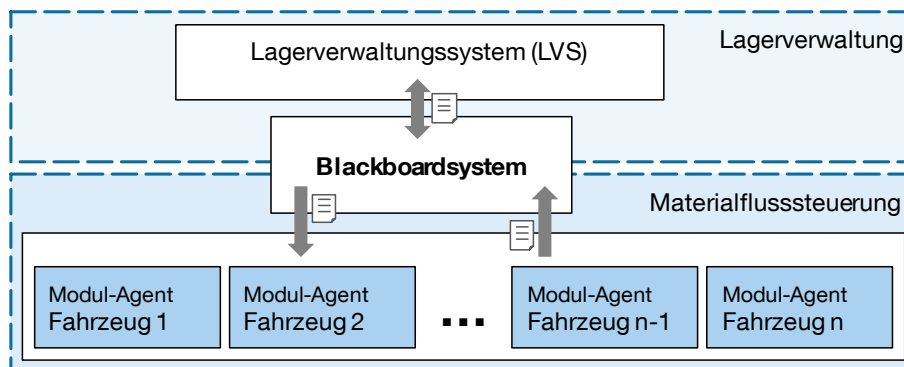 Lagerverwaltungssystem (LVS)
Lagerverwaltung
Blackboardsystem
Materialflusssteuerung
Modul-Agent
Fahrzeug 1
Modul-Agent
Fahrzeug 2
...
Modul-Agent
Fahrzeug n-1
Modul-Agent
Fahrzeug n